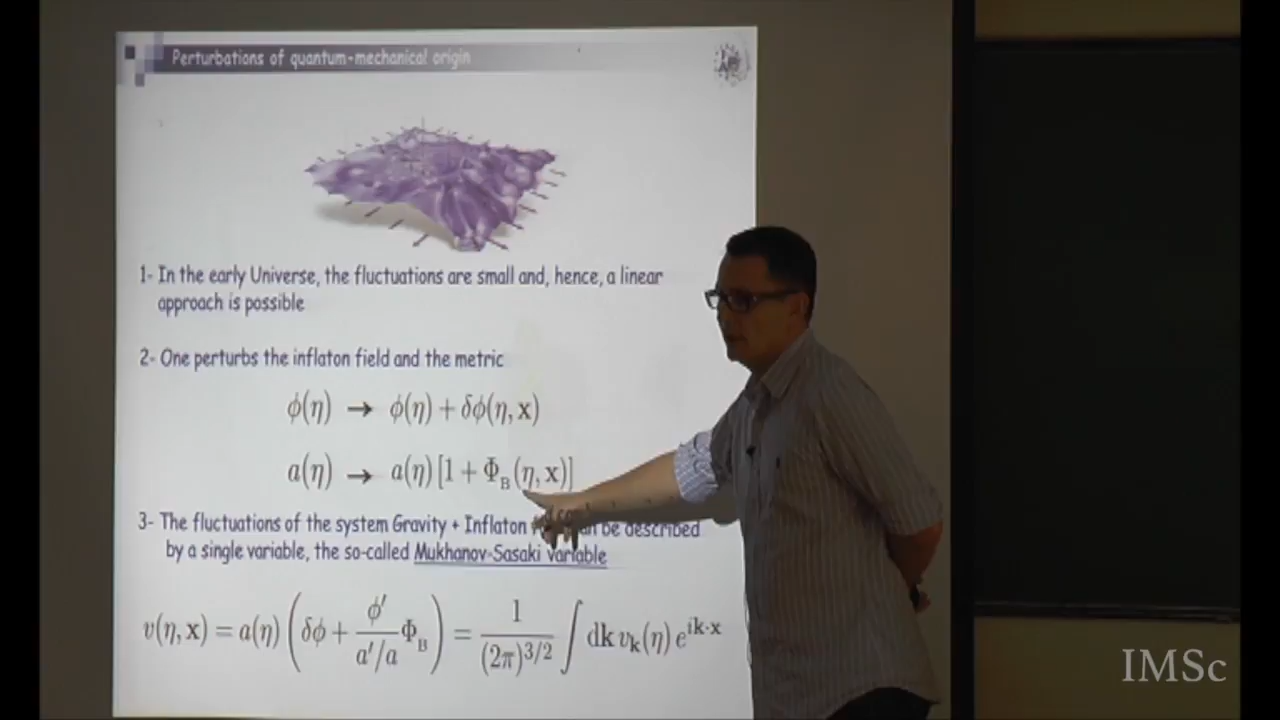 Perturbations of quantum-mechanical origin
1- In the early Universe, the fluctuations are small and, hence, a linear
approach is possible
2- One perturbs the inflaton field and the metric
ϕ(η) → ϕ(η) + δϕ(η, x)
a(η) → a(η) [1 + Φ_B (η, x)]
3- The fluctuations of the system Gravity + Inflaton can be described
by a single variable, the so-called Mukhanov-Sasaki variable
v(η, x) = a(η) (δϕ + ϕ′/(a′/a) Φ_B) = 1/(2π)^{3/2} ∫ dk v_k(η) e^{ik·x}
IMSc